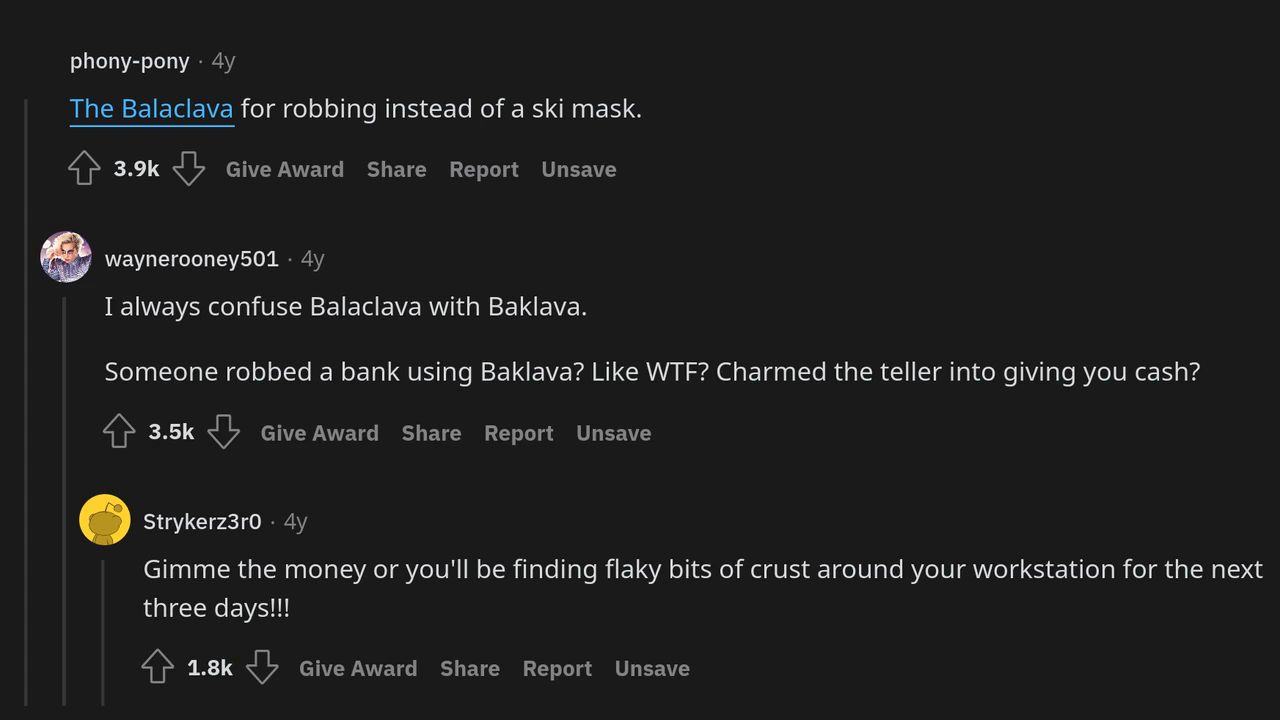 phony-pony · 4y
The Balaclava for robbing instead of a ski mask.
3.9k Give Award Share Report Unsave
waynerooney501 · 4y
I always confuse Balaclava with Baklava.
Someone robbed a bank using Baklava? Like WTF? Charmed the teller into giving you cash?
3.5k Give Award Share Report Unsave
Strykerz3r0 · 4y
Gimme the money or you'll be finding flaky bits of crust around your workstation for the next
three days!!!
1.8k Give Award Share Report Unsave